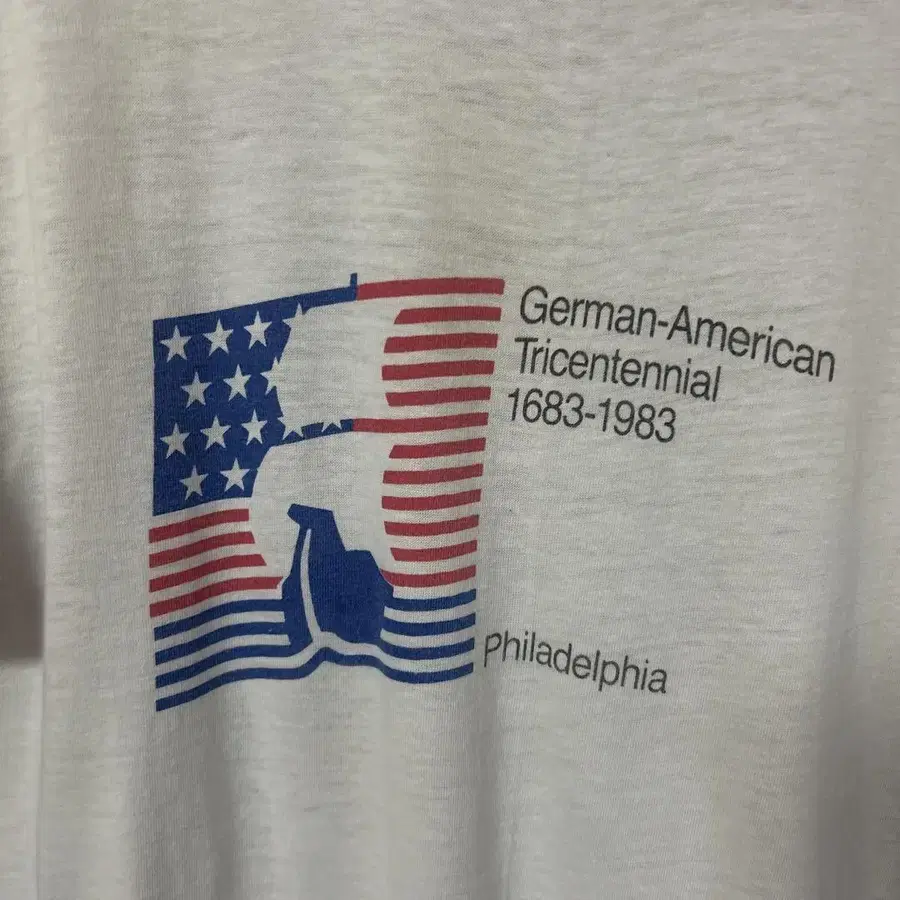 German-American
Tricentennial
1683-1983
Philadelphia